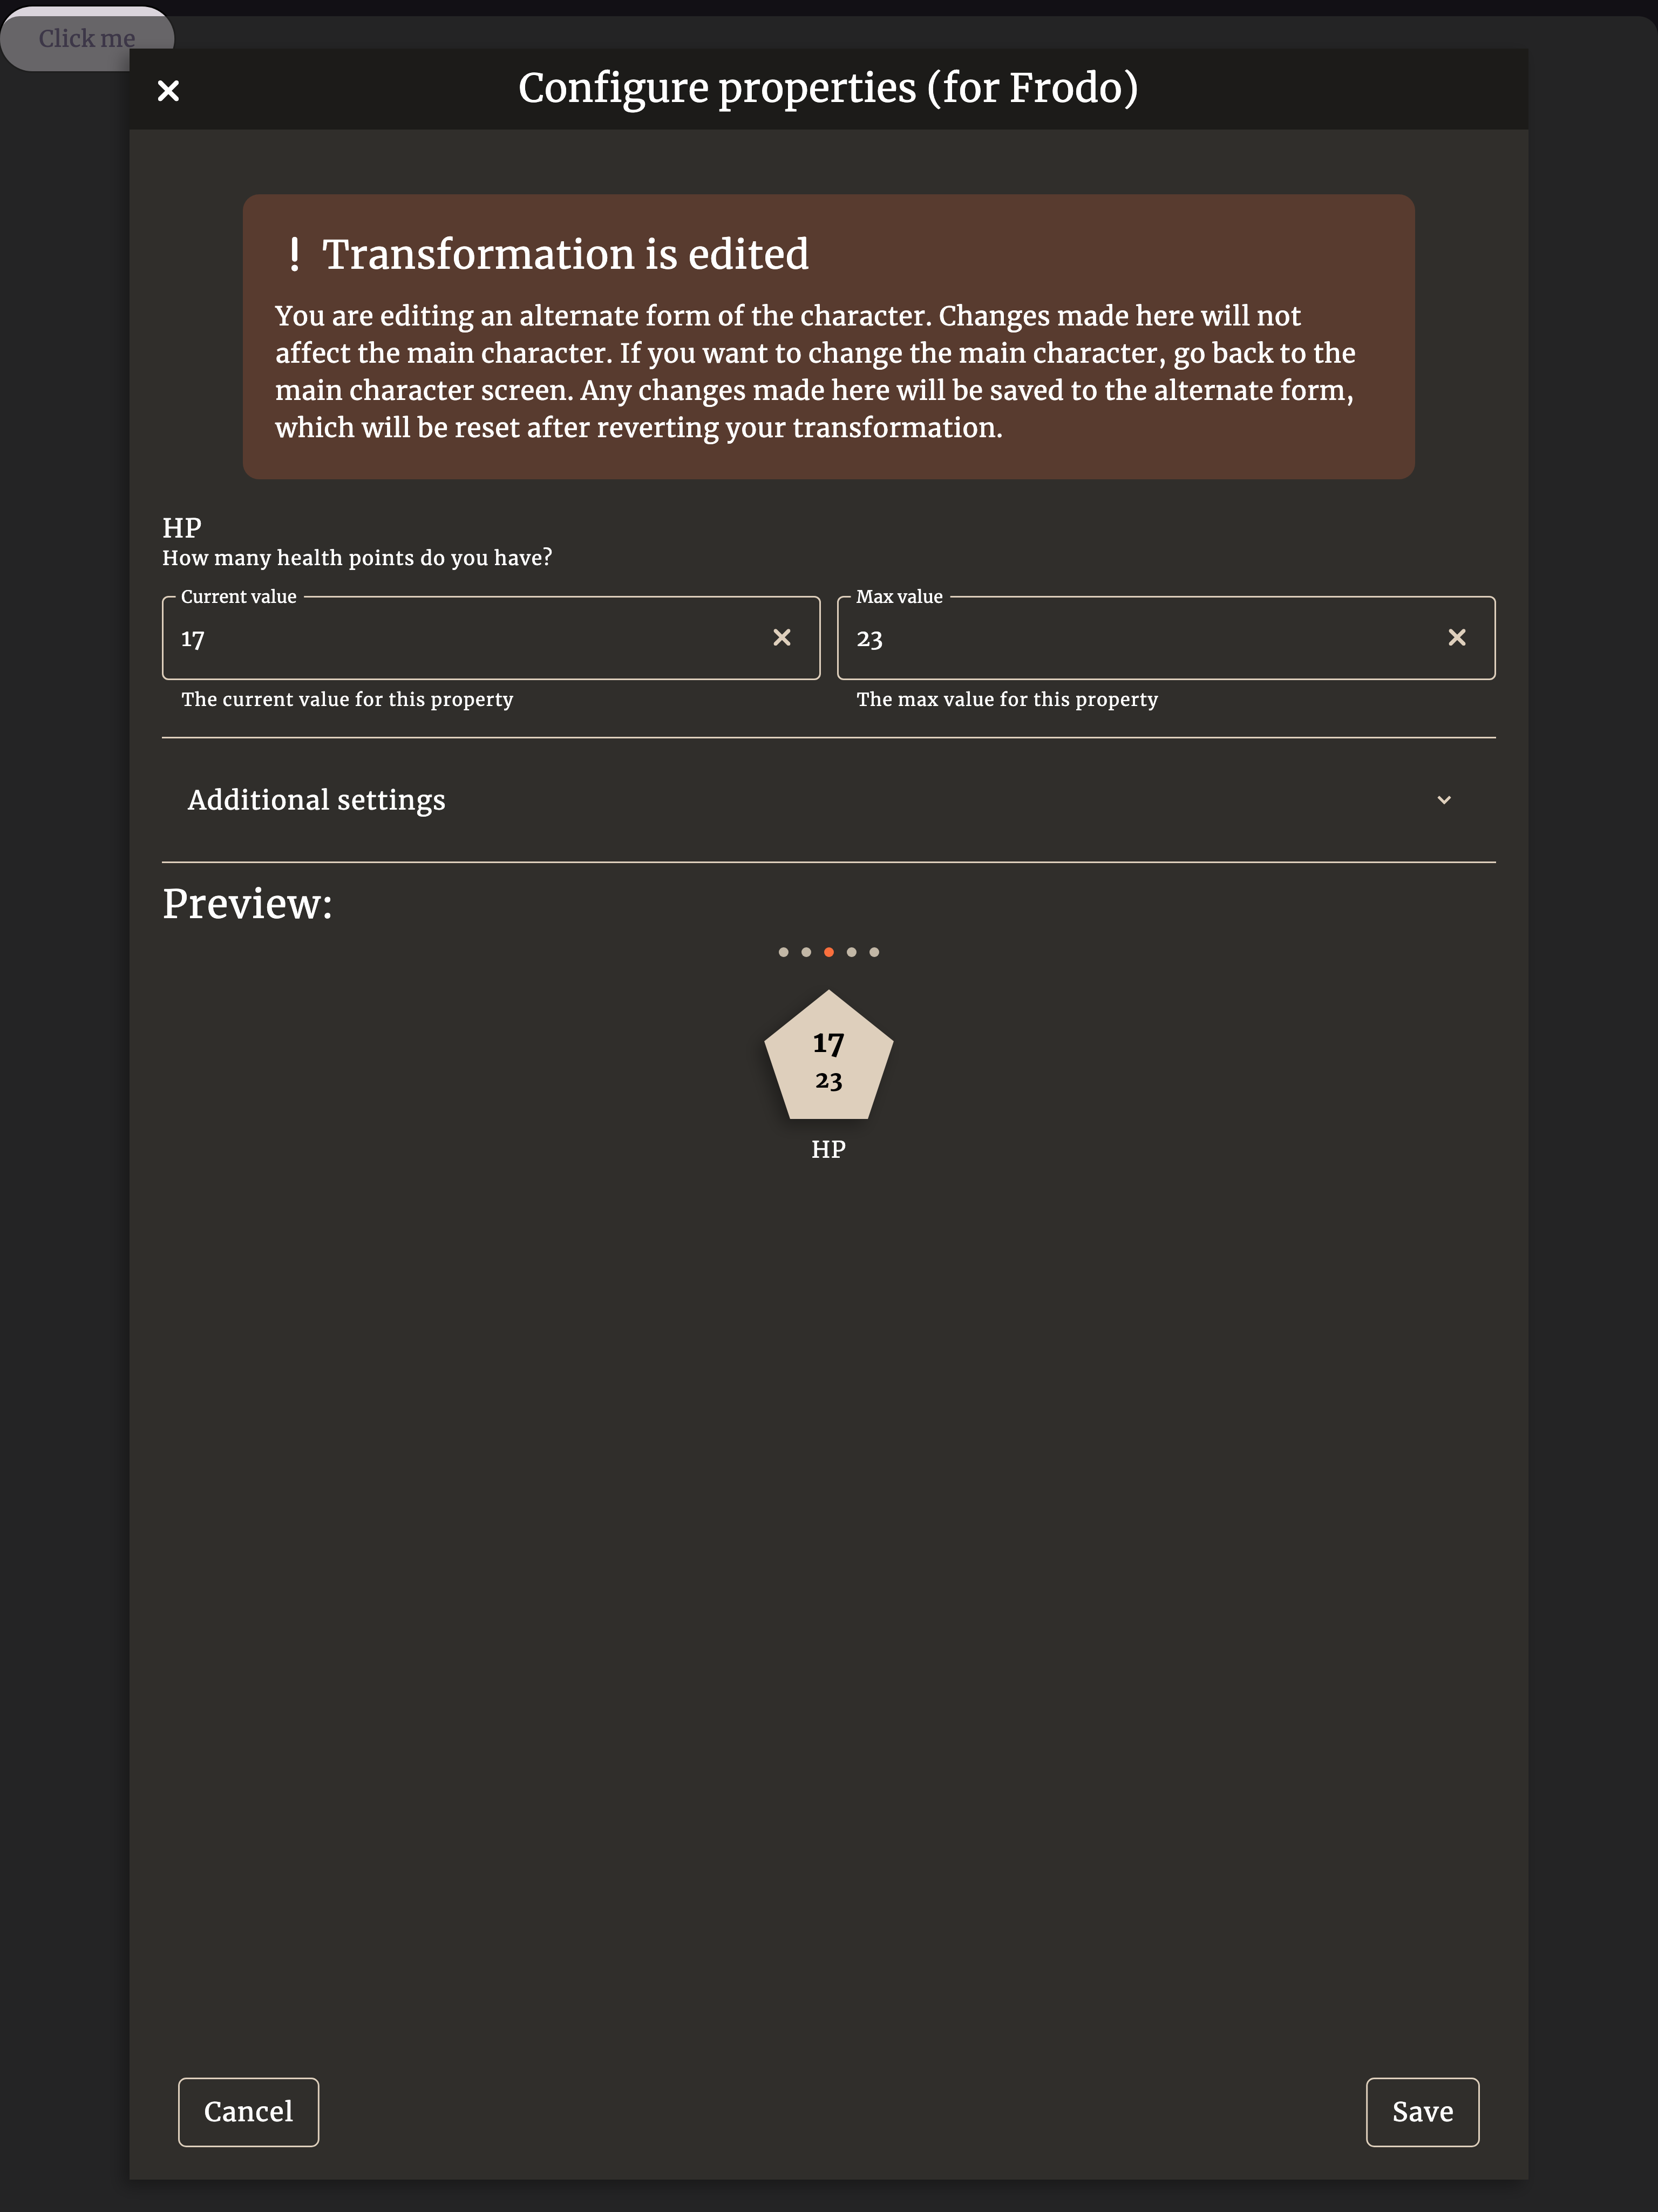 Click me
Configure properties (for Frodo)
! Transformation is edited
You are editing an alternate form of the character. Changes made here will not
affect the main character. If you want to change the main character, go back to the
main character screen. Any changes made here will be saved to the alternate form,
which will be reset after reverting your transformation.
HP
How many health points do you have?
Current value
17
The current value for this property
Max value
23
The max value for this property
Additional settings
Preview:
17
23
HP
Cancel
Save